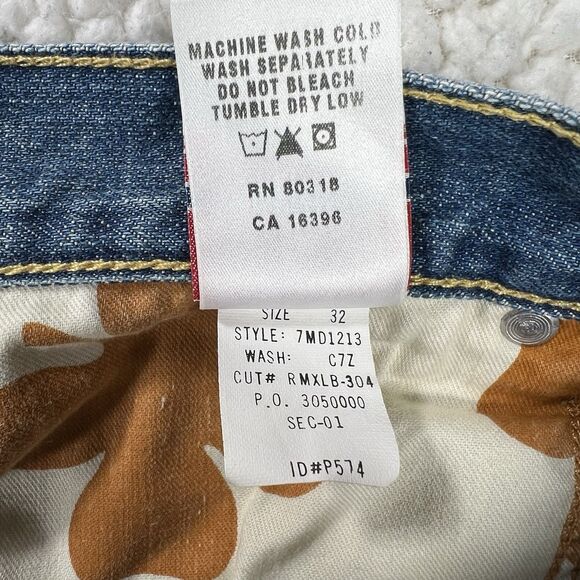 MACHINE WASH COLD
WASH SEPARATELY
DO NOT BLEACH
TUMBLE DRY LOW
RN 80318
CA 16396
SIZE 32
STYLE: 7MD1213
WASH: C7Z
CUT# RMXLB-304
P.O. 3050000
SEC-01
ID#P574